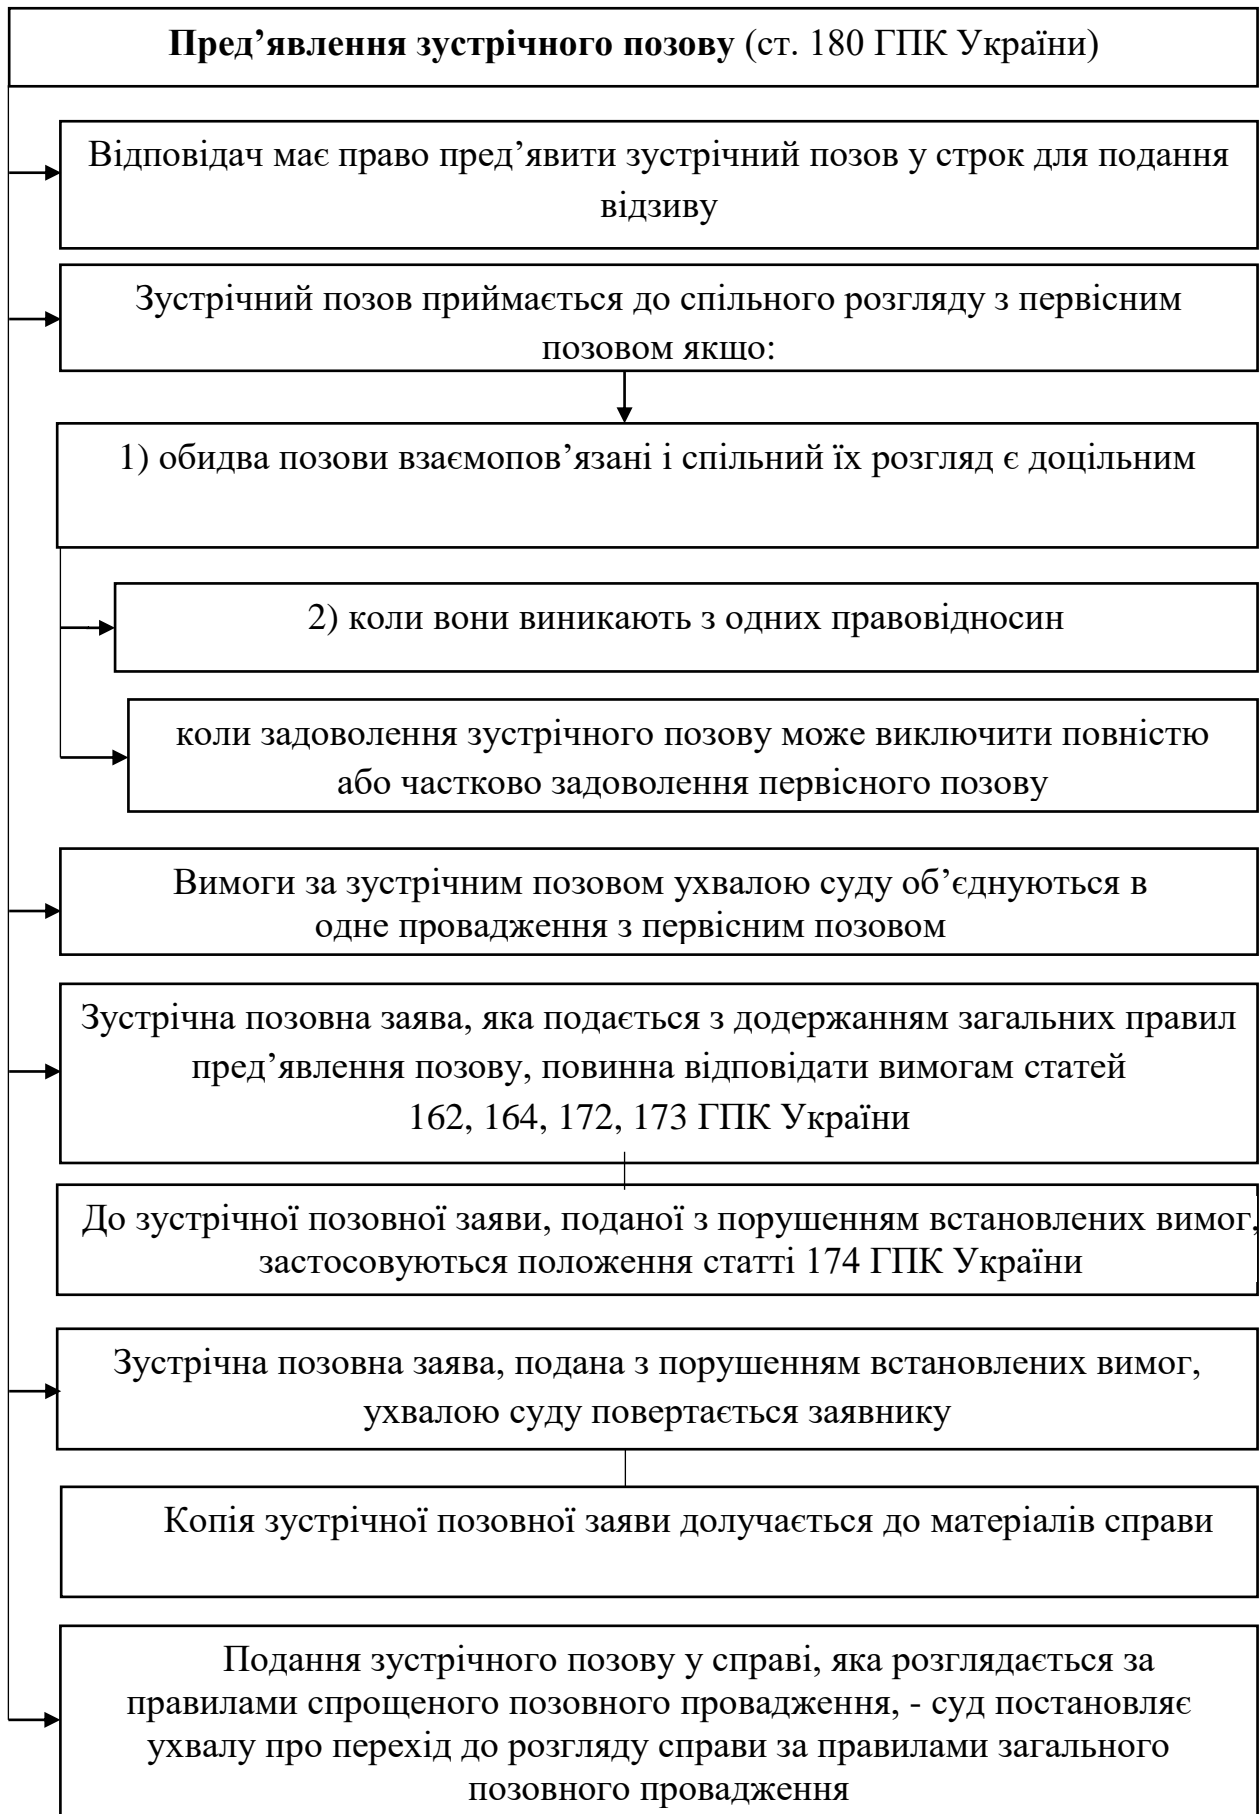 Пред’явлення зустрічного позову (ст. 180 ГПК України)
Відповідач має право пред’явити зустрічний позов у строк для подання
відзиву
Зустрічний позов приймається до спільного розгляду з первісним
позовом якщо:
1) обидва позови взаємопов’язані і спільний їх розгляд є доцільним
2) коли вони виникають з одних правовідносин
коли задоволення зустрічного позову може виключити повністю
або частково задоволення первісного позову
Вимоги за зустрічним позовом ухвалою суду об’єднуються в
одне провадження з первісним позовом
Зустрічна позовна заява, яка подається з додержанням загальних правил
пред’явлення позову, повинна відповідати вимогам статей
162, 164, 172, 173 ГПК України
До зустрічної позовної заяви, поданої з порушенням встановлених вимог,
застосовуються положення статті 174 ГПК України
Зустрічна позовна заява, подана з порушенням встановлених вимог,
ухвалою суду повертається заявнику
Копія зустрічної позовної заяви долучається до матеріалів справи
Подання зустрічного позову у справі, яка розглядається за
правилами спрощеного позовного провадження, - суд постановляє
ухвалу про перехід до розгляду справи за правилами загального
позовного провадження